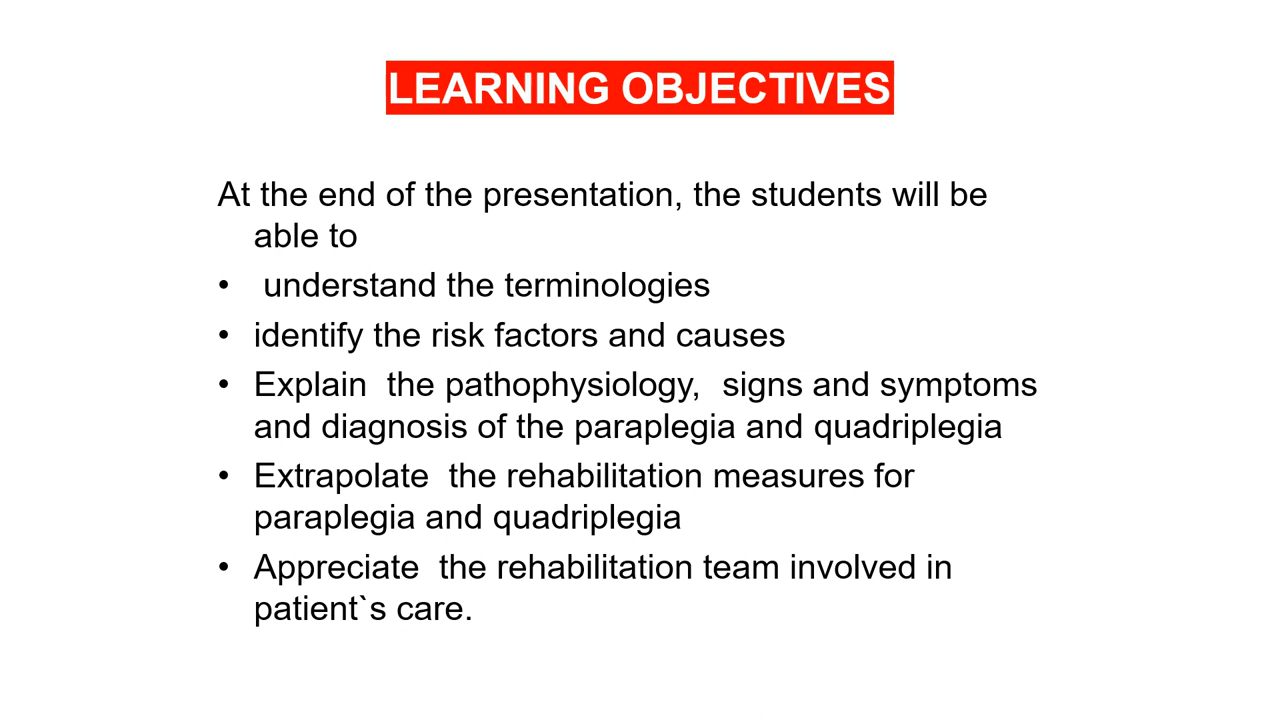 LEARNING OBJECTIVES
At the end of the presentation, the students will be
able to
•  understand the terminologies
• identify the risk factors and causes
• Explain  the pathophysiology,  signs and symptoms
and diagnosis of the paraplegia and quadriplegia
• Extrapolate  the rehabilitation measures for
paraplegia and quadriplegia
• Appreciate  the rehabilitation team involved in
patient`s care.